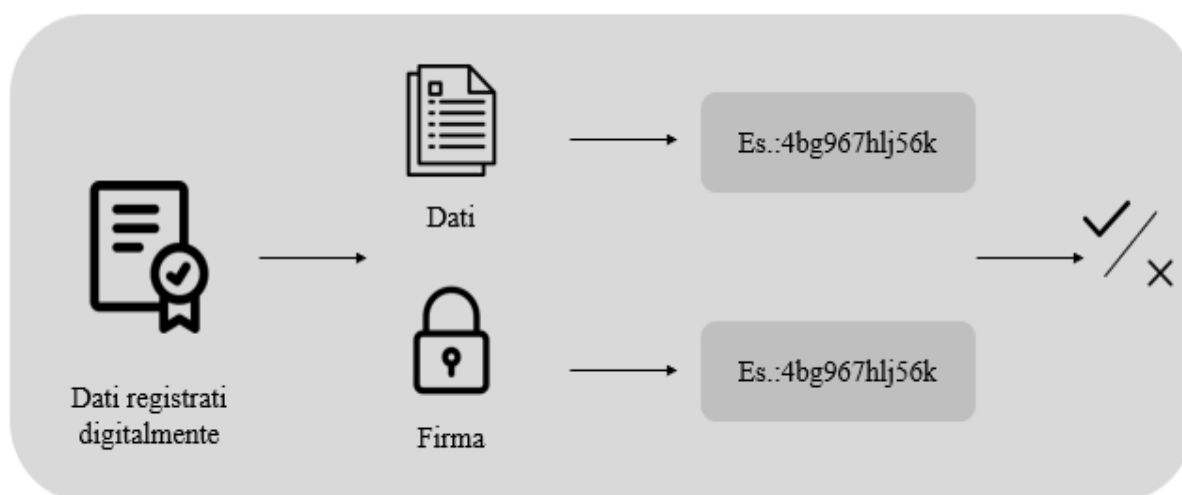 Dati registrati
digitalmente
Dati
Firma
Es.:4bg967hlj56k
Es.:4bg967hlj56k